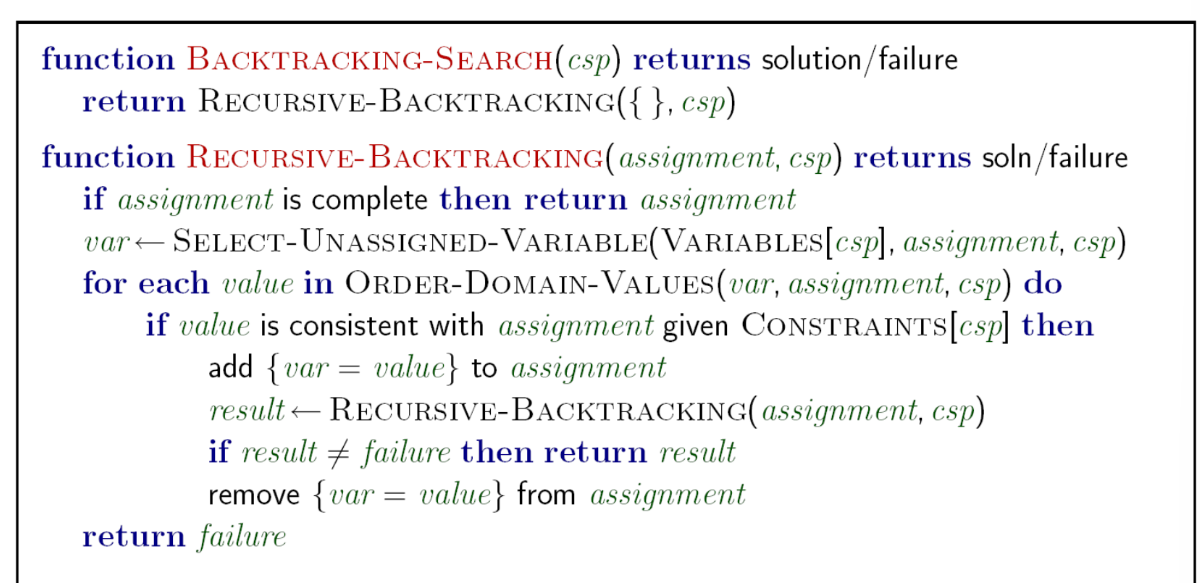 function BACKTRACKING-SEARCH(csp) returns solution/failure
return RECURSIVE-BACKTRACKING({ }, csp)
function RECURSIVE-BACKTRACKING(assignment, csp) returns soln/failure
if assignment is complete then return assignment
var ← SELECT-UNASSIGNED-VARIABLE(VARIABLES[csp], assignment, csp)
for each value in ORDER-DOMAIN-VALUES(var, assignment, csp) do
if value is consistent with assignment given CONSTRAINTS[csp] then
add {var = value} to assignment
result ← RECURSIVE-BACKTRACKING(assignment, csp)
if result ≠ failure then return result
remove {var = value} from assignment
return failure